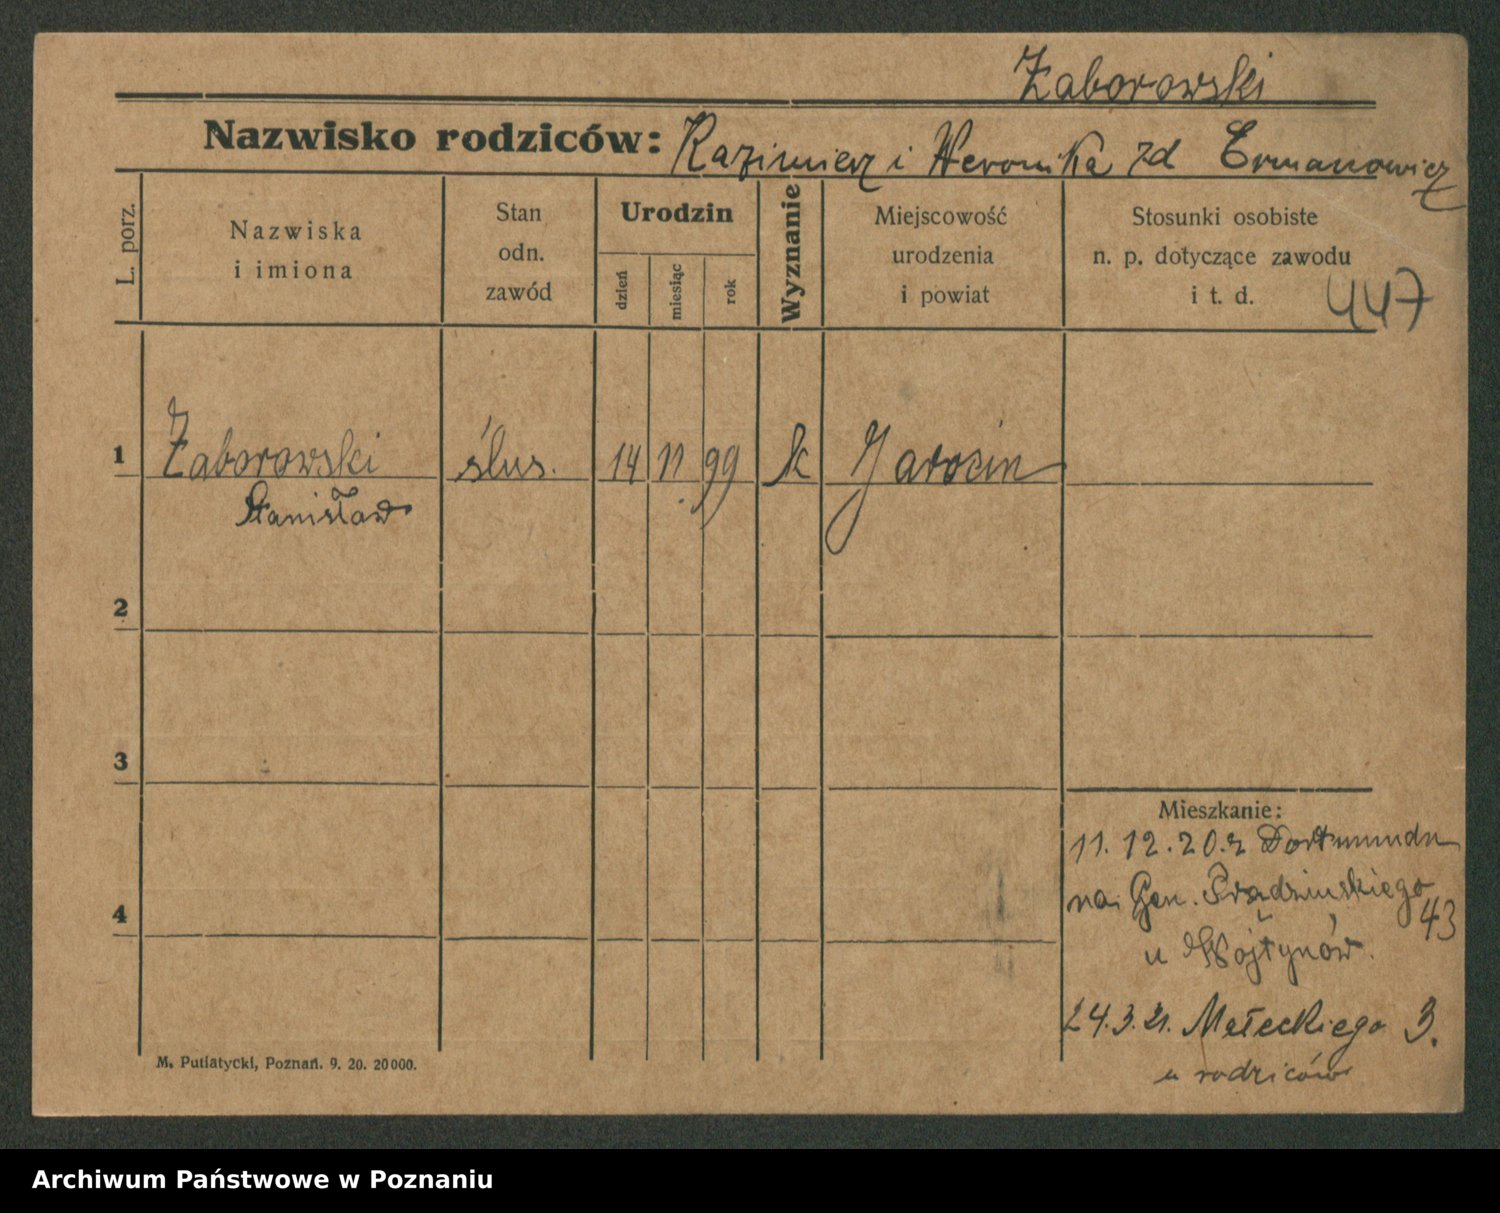 Zaborowski
Nazwisko rodziców: Kazimierz i Weronika zd Ermanowicz
L. porz.
Nazwiska
i imiona
Stan
odn.
zawód
Urodzin
dzień
miesiąc
rok
Wyznanie
Miejscowość
urodzenia
i powiat
Stosunki osobiste
n. p. dotyczące zawodu
i t. d.
447
1 Zaborowski ślus. 14 11 99 k Jarocin
Stanisław
2
3
4
Mieszkanie:
11.12.20. z Dortmundu
na Gen. Prądzińskiego
43
u Wojtynów.
24.3.21. Małeckiego 3.
u rodziców
M. Putiatycki, Poznań. 9. 20. 20000.
Archiwum Państwowe w Poznaniu